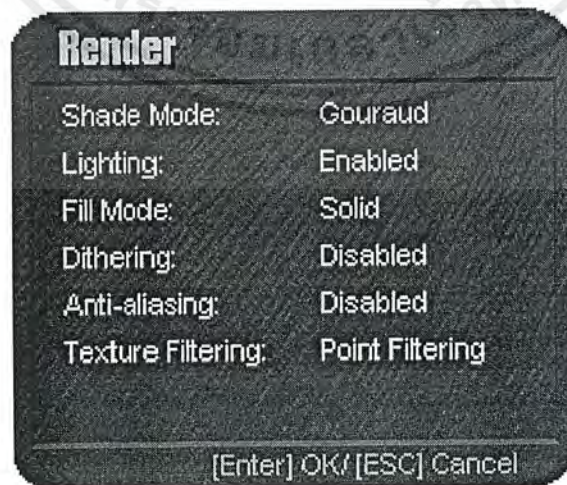 Render
Shade Mode: Gouraud
Lighting: Enabled
Fill Mode: Solid
Dithering: Disabled
Anti-aliasing: Disabled
Texture Filtering: Point Filtering
[Enter] OK/ [ESC] Cancel